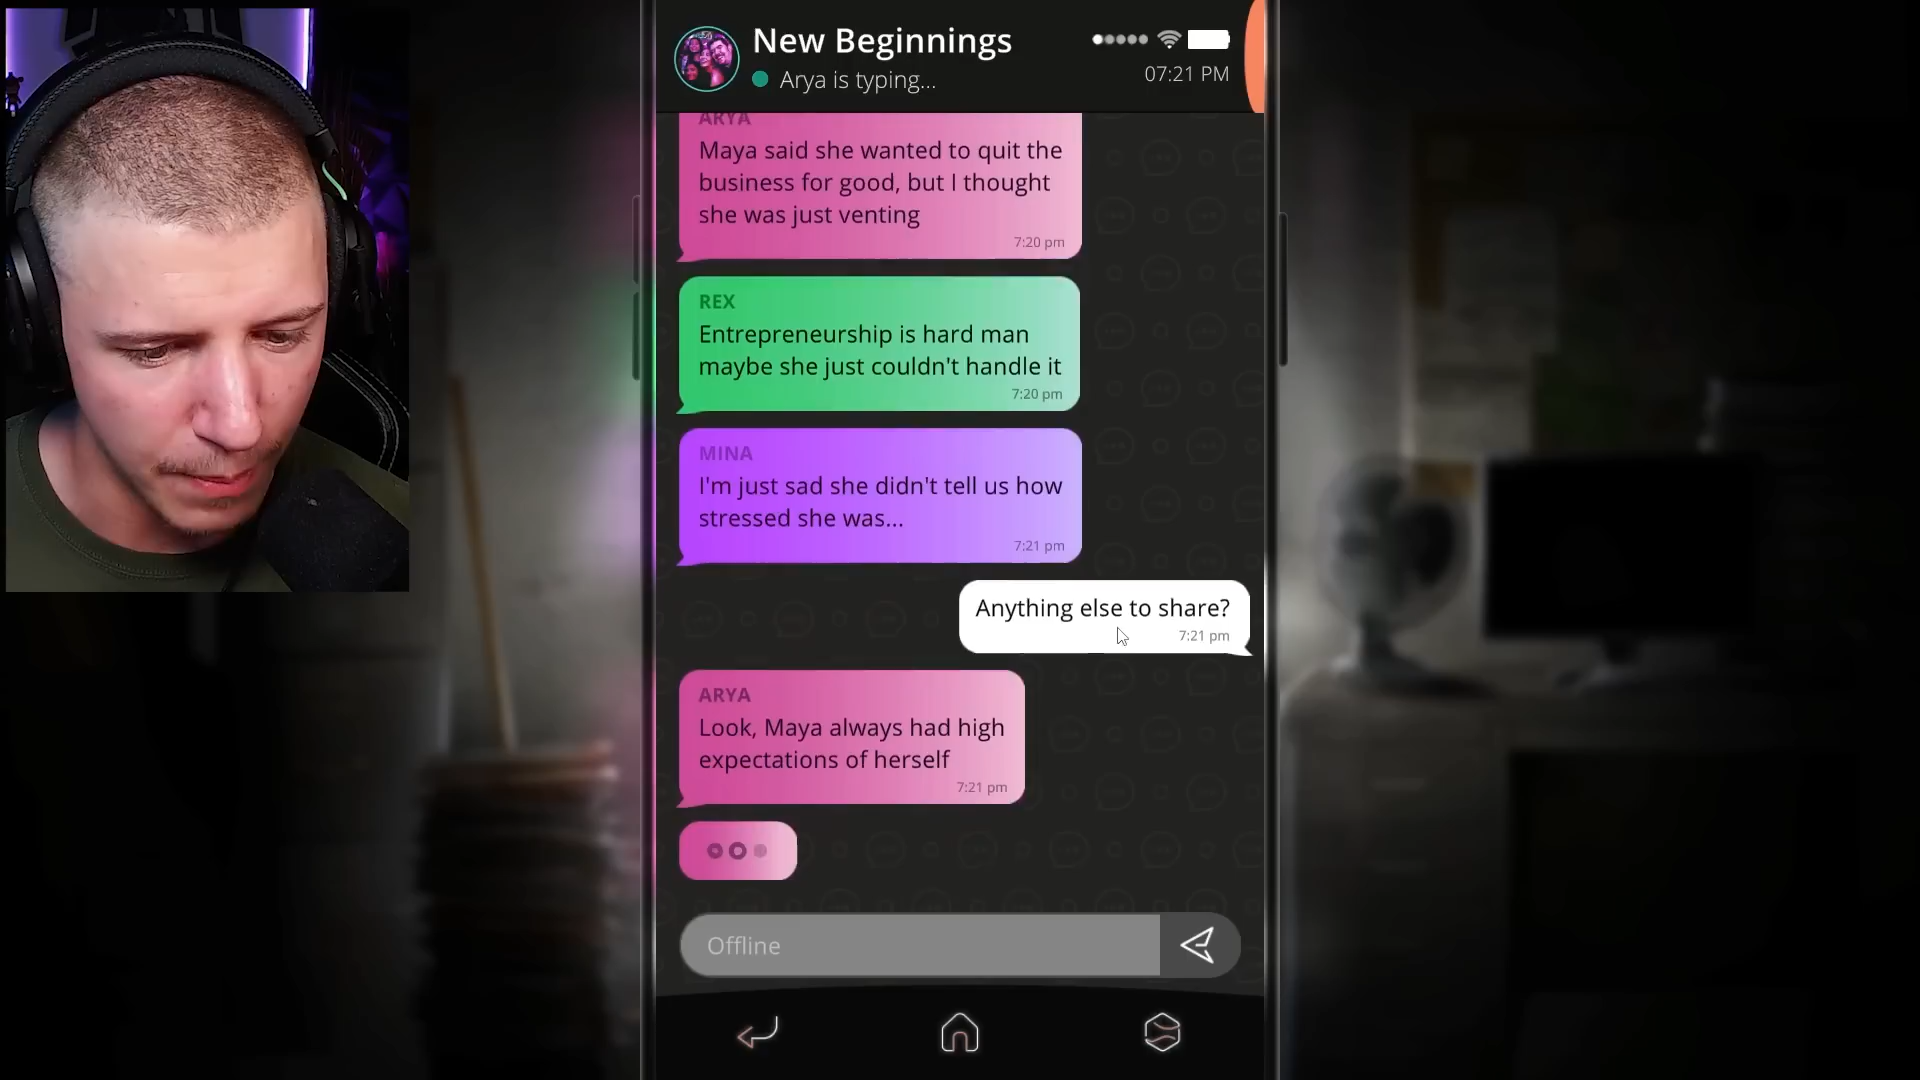 New Beginnings
Arya is typing...
07:21 PM
ARYA
Maya said she wanted to quit the
business for good, but I thought
she was just venting
7:20 pm
REX
Entrepreneurship is hard man
maybe she just couldn't handle it
7:20 pm
MINA
I'm just sad she didn't tell us how
stressed she was...
7:21 pm
Anything else to share?
7:21 pm
ARYA
Look, Maya always had high
expectations of herself
7:21 pm
Offline